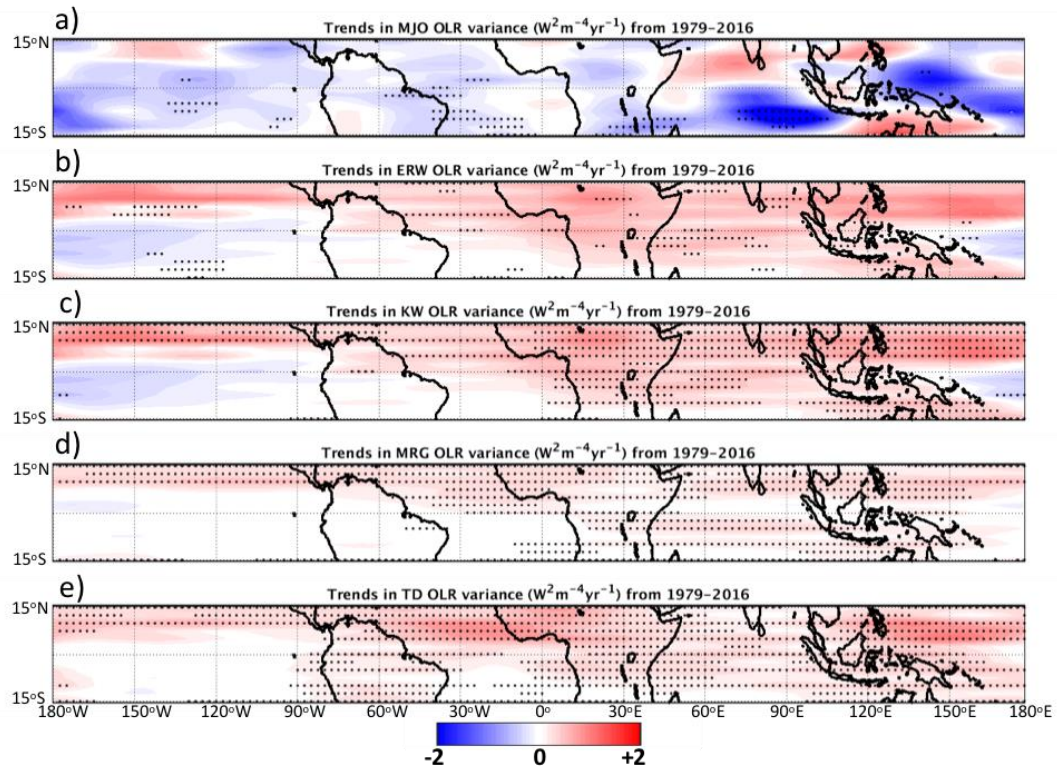 a)
Trends in MJO OLR variance (W²m⁻⁴yr⁻¹) from 1979–2016
15°N
15°S
b)
Trends in ERW OLR variance (W²m⁻⁴yr⁻¹) from 1979–2016
15°N
15°S
c)
Trends in KW OLR variance (W²m⁻⁴yr⁻¹) from 1979–2016
15°N
15°S
d)
Trends in MRG OLR variance (W²m⁻⁴yr⁻¹) from 1979–2016
15°N
15°S
e)
Trends in TD OLR variance (W²m⁻⁴yr⁻¹) from 1979–2016
15°N
15°S
180°W 150°W 120°W 90°W 60°W 30°W 0° 30°E 60°E 90°E 120°E 150°E 180°E
-2 0 +2